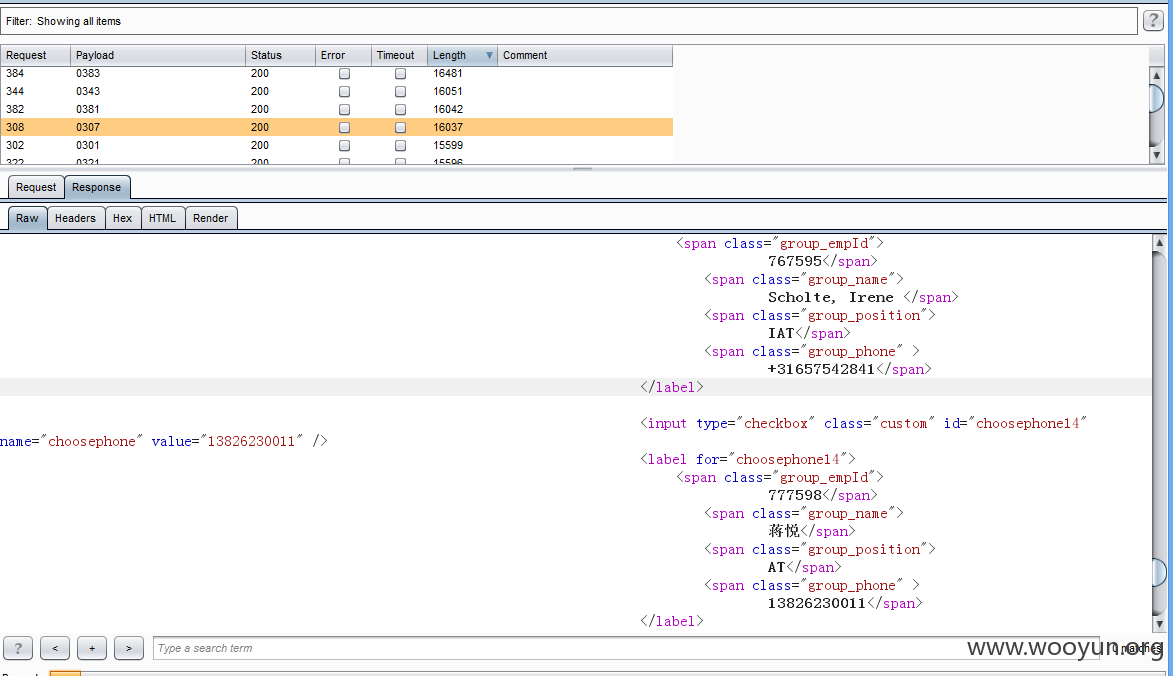 Filter: Showing all items
?
Request Payload Status Error Timeout Length Comment
384 0383 200 16481
344 0343 200 16051
382 0381 200 16042
308 0307 200 16037
302 0301 200 15599
322 0321 200 15596
Request Response
Raw Headers Hex HTML Render
<span class="group_empId">
767595</span>
<span class="group_name">
Scholte, Irene </span>
<span class="group_position">
IAT</span>
<span class="group_phone" >
+31657542841</span>
</label>
<input type="checkbox" class="custom" id="choosephone14"
name="choosephone" value="13826230011" />
<label for="choosephone14">
<span class="group_empId">
777598</span>
<span class="group_name">
蒋悦</span>
<span class="group_position">
AT</span>
<span class="group_phone" >
13826230011</span>
</label>
? < + > Type a search term 0 matches
www.wooyun.org